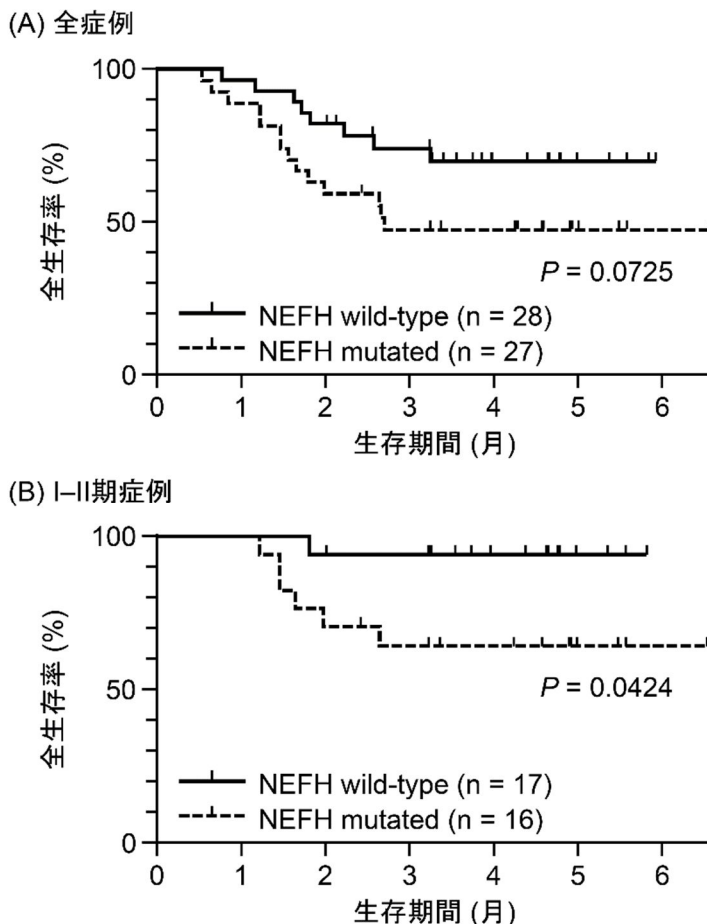 (A) 全症例
100
50
0
全生存率 (%)
P = 0.0725
NEFH wild-type (n = 28)
NEFH mutated (n = 27)
0 1 2 3 4 5 6
生存期間 (月)
(B) I–II期症例
100
50
0
全生存率 (%)
P = 0.0424
NEFH wild-type (n = 17)
NEFH mutated (n = 16)
0 1 2 3 4 5 6
生存期間 (月)